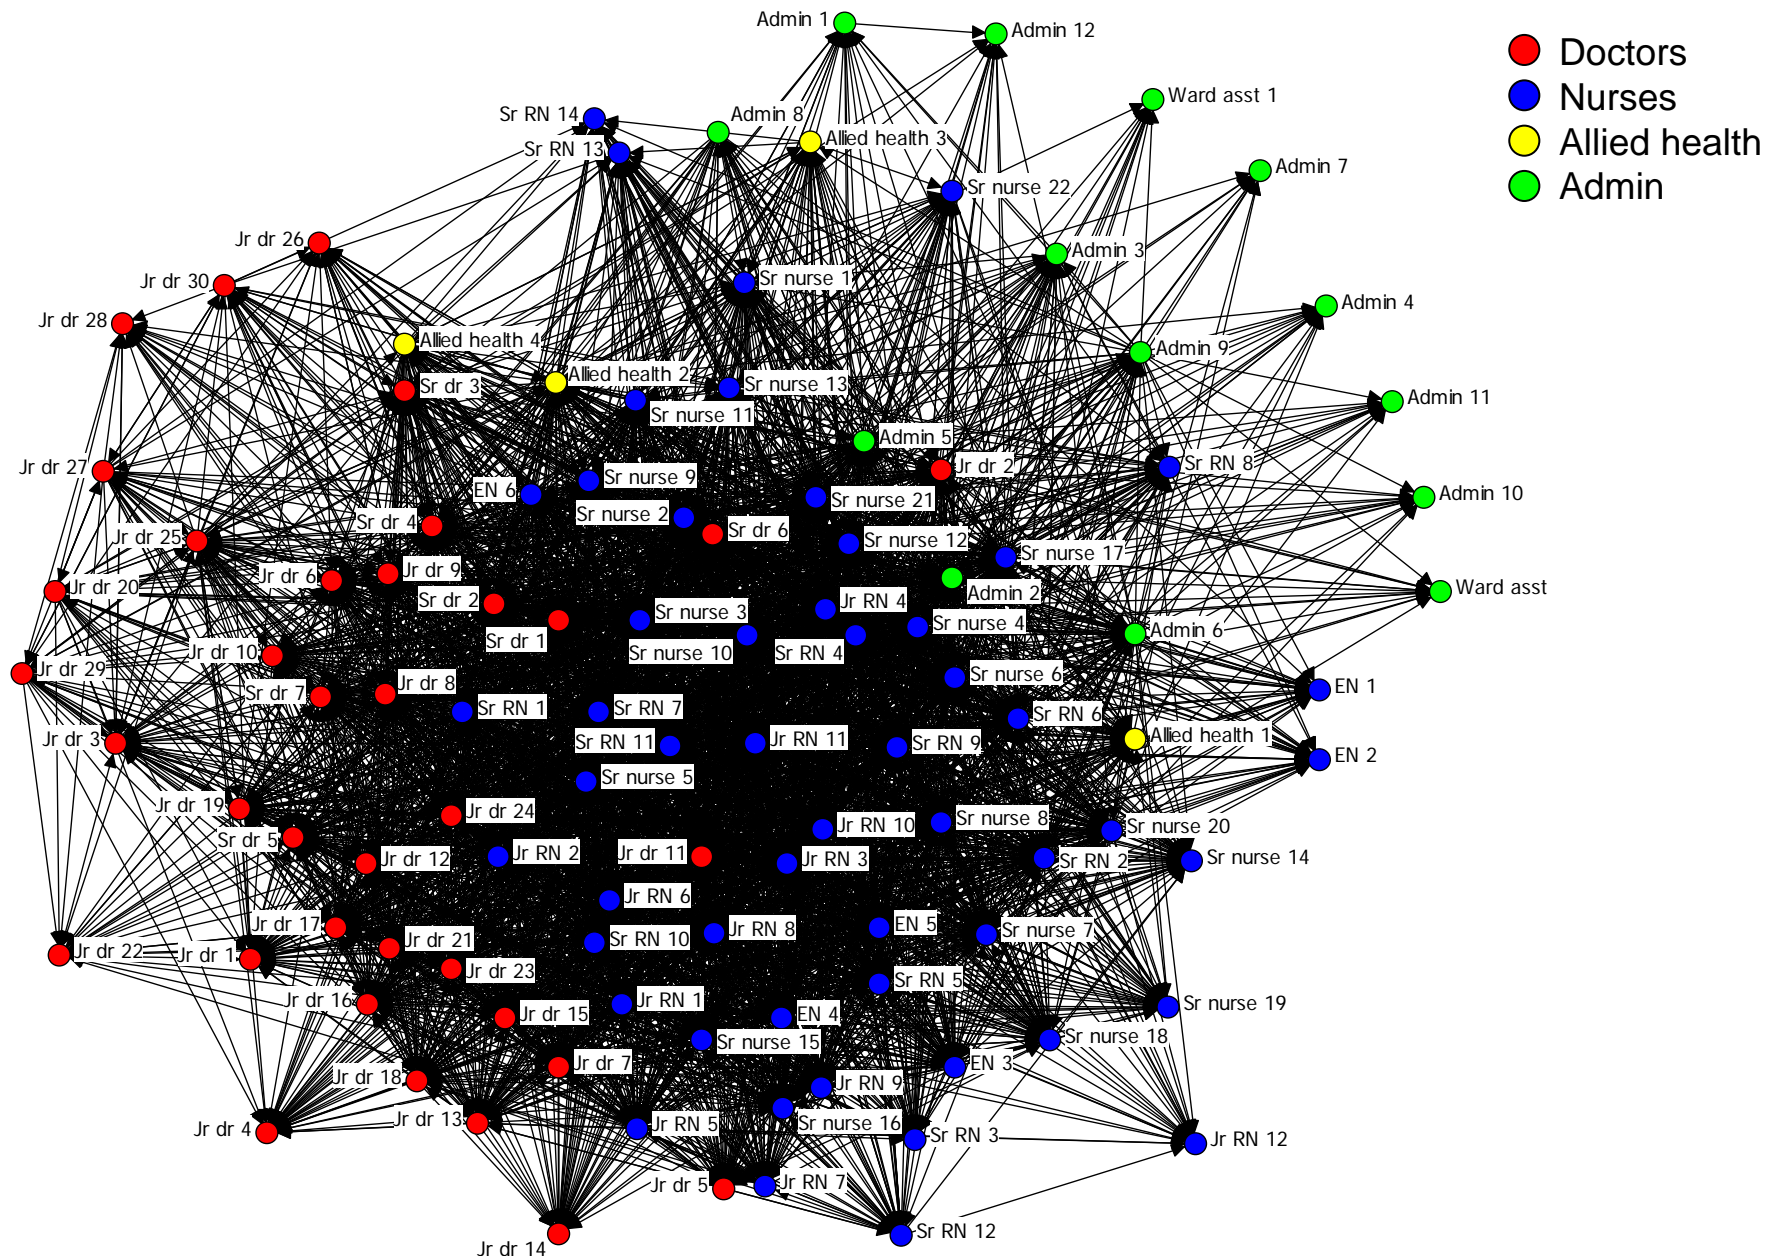 Admin 1
Admin 12
Doctors
Nurses
Allied health
Admin
Ward asst 1
Sr RN 14
Admin 8
Allied health 3
Sr RN 13
Admin 7
Sr nurse 22
Jr dr 26
Admin 3
Jr dr 30
Sr nurse 1
Admin 4
Jr dr 28
Allied health 4
Admin 9
Allied health 2
Sr dr 3
Sr nurse 13
Admin 11
Sr nurse 11
Admin 5
Jr dr 27
Jr dr 2
Sr RN 8
Sr nurse 9
EN 6
Sr nurse 21
Admin 10
Sr nurse 2
Sr dr 4
Sr dr 6
Jr dr 25
Sr nurse 12
Sr nurse 17
Jr dr 6
Jr dr 9
Jr dr 20
Admin 2
Ward asst
Sr dr 2
Jr RN 4
Sr dr 1
Sr nurse 3
Sr nurse 4
Admin 6
Sr nurse 10
Sr RN 4
Jr dr 10
Jr dr 29
Sr nurse 6
Sr dr 7
Jr dr 8
EN 1
Sr RN 1
Sr RN 7
Sr RN 6
Jr dr 3
Sr RN 11
Jr RN 11
Sr RN 9
Allied health 1
EN 2
Sr nurse 5
Jr dr 19
Jr dr 24
Sr dr 5
Jr RN 10
Sr nurse 8
Sr nurse 20
Jr dr 12
Jr RN 2
Jr dr 11
Jr RN 3
Sr RN 2
Sr nurse 14
Jr RN 6
Jr dr 17
Jr dr 21
Sr RN 10
Jr RN 8
EN 5
Sr nurse 7
Jr dr 22
Jr dr 1
Jr dr 23
Sr RN 5
Jr dr 16
Jr dr 15
Jr RN 1
EN 4
Sr nurse 19
Sr nurse 15
Sr nurse 18
Jr dr 7
EN 3
Jr dr 18
Jr RN 9
Jr dr 4
Jr dr 13
Jr RN 5
Sr nurse 16
Sr RN 3
Jr RN 12
Jr dr 5
Jr RN 7
Jr dr 14
Sr RN 12